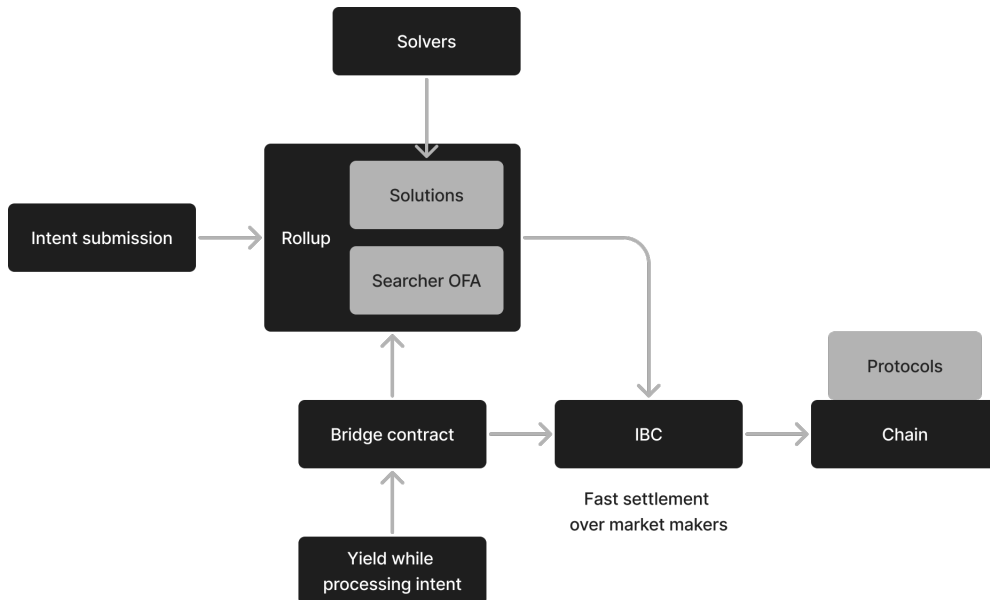 Solvers
Solutions
Intent submission
Rollup
Searcher OFA
Protocols
Bridge contract
IBC
Chain
Fast settlement
over market makers
Yield while
processing intent